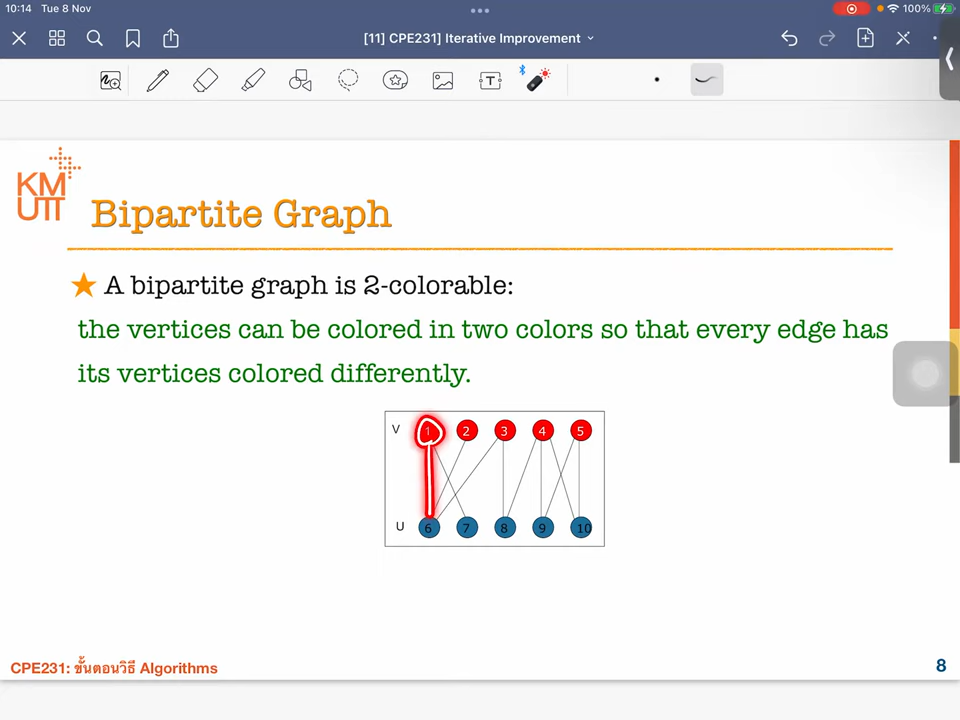 10:14 Tue 8 Nov
100%
[11] CPE231] Iterative Improvement
T
KM
UTT
Bipartite Graph
A bipartite graph is 2-colorable:
the vertices can be colored in two colors so that every edge has
its vertices colored differently.
V 1 2 3 4 5
U 6 7 8 9 10
CPE231: ขั้นตอนวิธี Algorithms
8